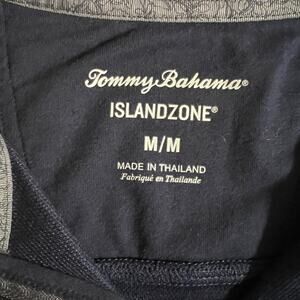 Tommy Bahama®
ISLANDZONE®
M/M
MADE IN THAILAND
Fabriqué en Thaïlande